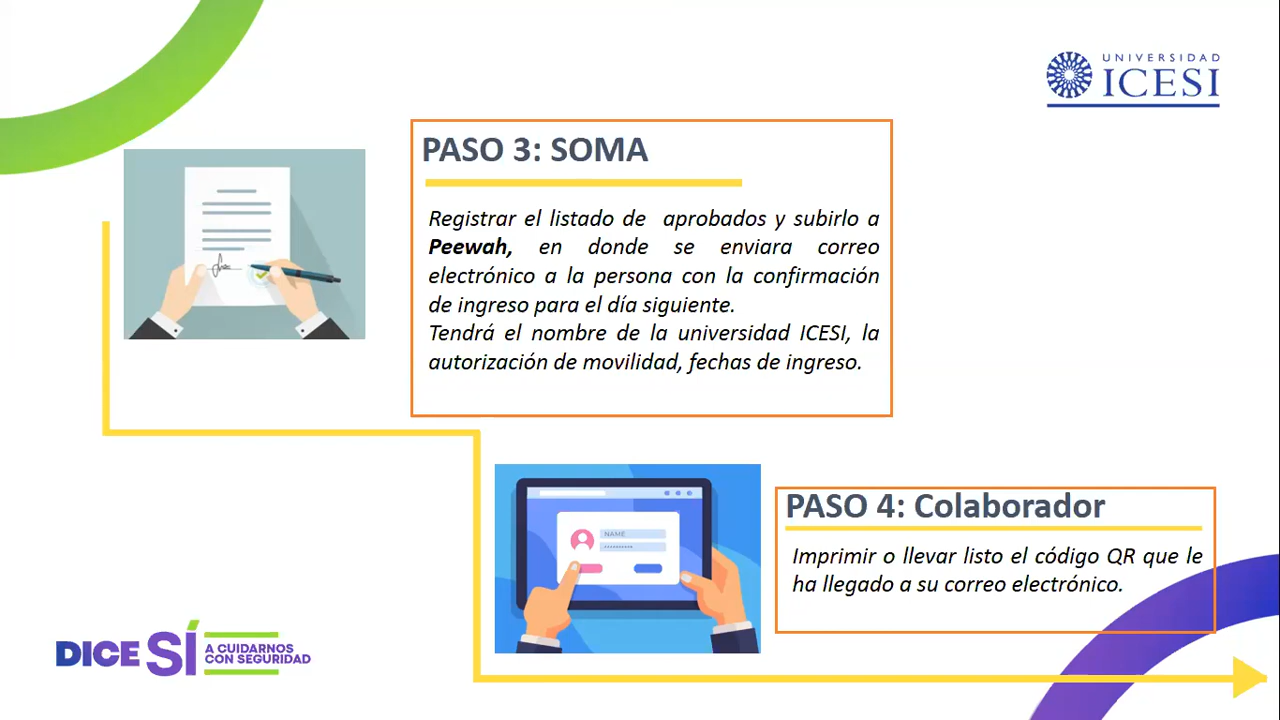 UNIVERSIDAD
ICESI
PASO 3: SOMA
Registrar el listado de aprobados y subirlo a
Peewah, en donde se enviara correo
electrónico a la persona con la confirmación
de ingreso para el día siguiente.
Tendrá el nombre de la universidad ICESI, la
autorización de movilidad, fechas de ingreso.
NAME
PASO 4: Colaborador
Imprimir o llevar listo el código QR que le
ha llegado a su correo electrónico.
DICE SÍ A CUIDARNOS
CON SEGURIDAD